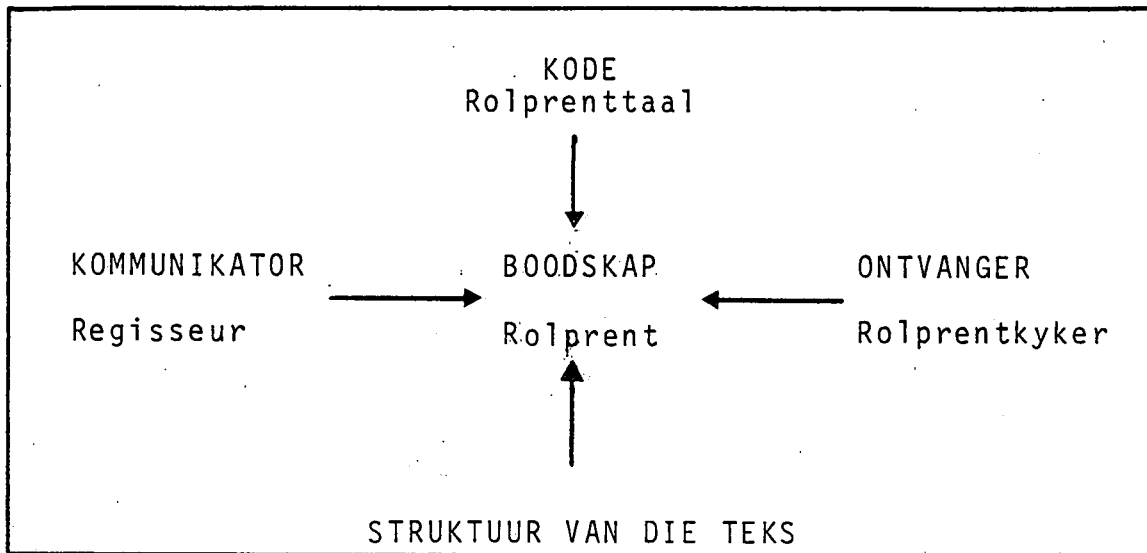 KODE
Rolprenttaal
KOMMUNIKATOR BOODSKAP ONTVANGER
Regisseur Rolprent Rolprentkyker
STRUKTUUR VAN DIE TEKS